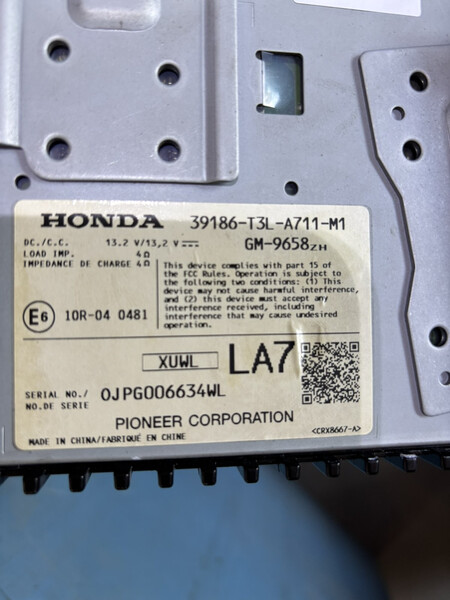 HONDA 39186-T3L-A711-M1
DC./C.C. 13.2 V/13,2 V GM-9658ZH
LOAD IMP. 4Ω
IMPEDANCE DE CHARGE 4Ω
This device complies with part 15 of
the FCC Rules. Operation is subject to
the following two conditions: (1) This
device may not cause harmful interference,
and (2) this device must accept any
interference received, including
interference that may cause undesired
operation.
E6 10R-04 0481
XUWL LA7
SERIAL NO./
NO.DE SERIE 0JPG006634WL
PIONEER CORPORATION
MADE IN CHINA/FABRIQUÉ EN CHINE <CRX8667-A>